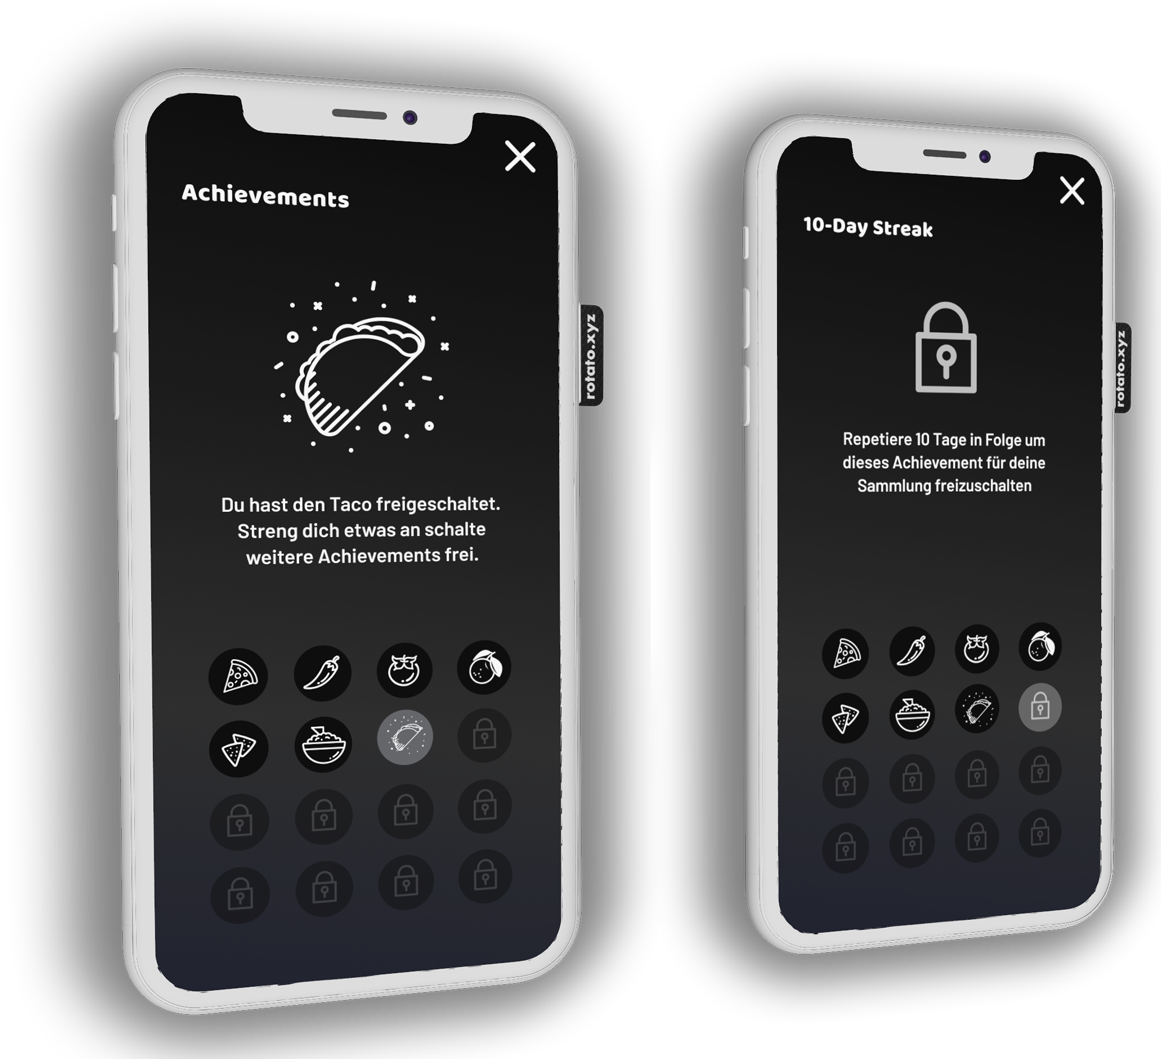 Achievements
Du hast den Taco freigeschaltet.
Streng dich etwas an schalte
weitere Achievements frei.
rotato.xyz
10-Day Streak
Repetiere 10 Tage in Folge um
dieses Achievement für deine
Sammlung freizuschalten
rotato.xyz